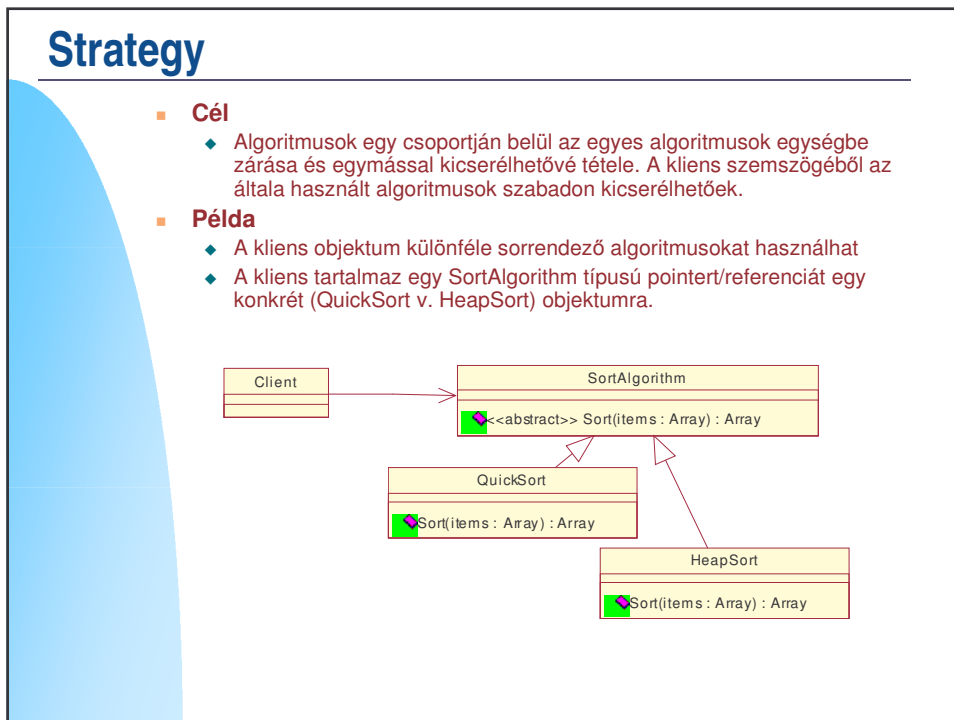 Strategy
Cél
Algoritmusok egy csoportján belül az egyes algoritmusok egységbe
zárása és egymással kicserélhetővé tétele. A kliens szemszögéből az
általa használt algoritmusok szabadon kicserélhetőek.
Példa
A kliens objektum különféle sorrendező algoritmusokat használhat
A kliens tartalmaz egy SortAlgorithm típusú pointert/referenciát egy
konkrét (QuickSort v. HeapSort) objektumra.
Client
SortAlgorithm
<<abstract>> Sort(items : Array) : Array
QuickSort
Sort(items : Array) : Array
HeapSort
Sort(items : Array) : Array